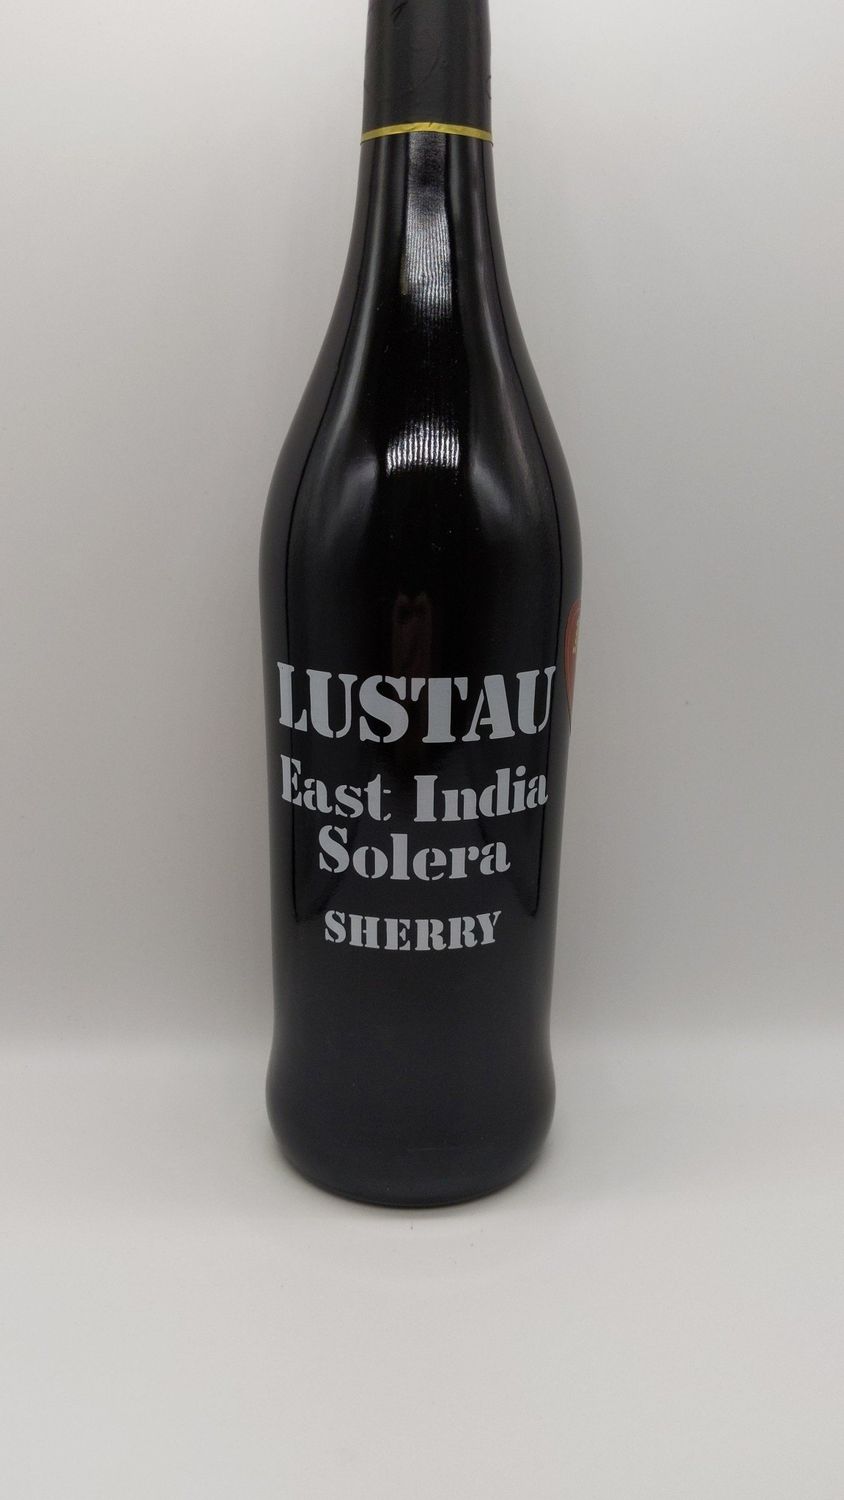 LUSTAU
East India
Solera
SHERRY